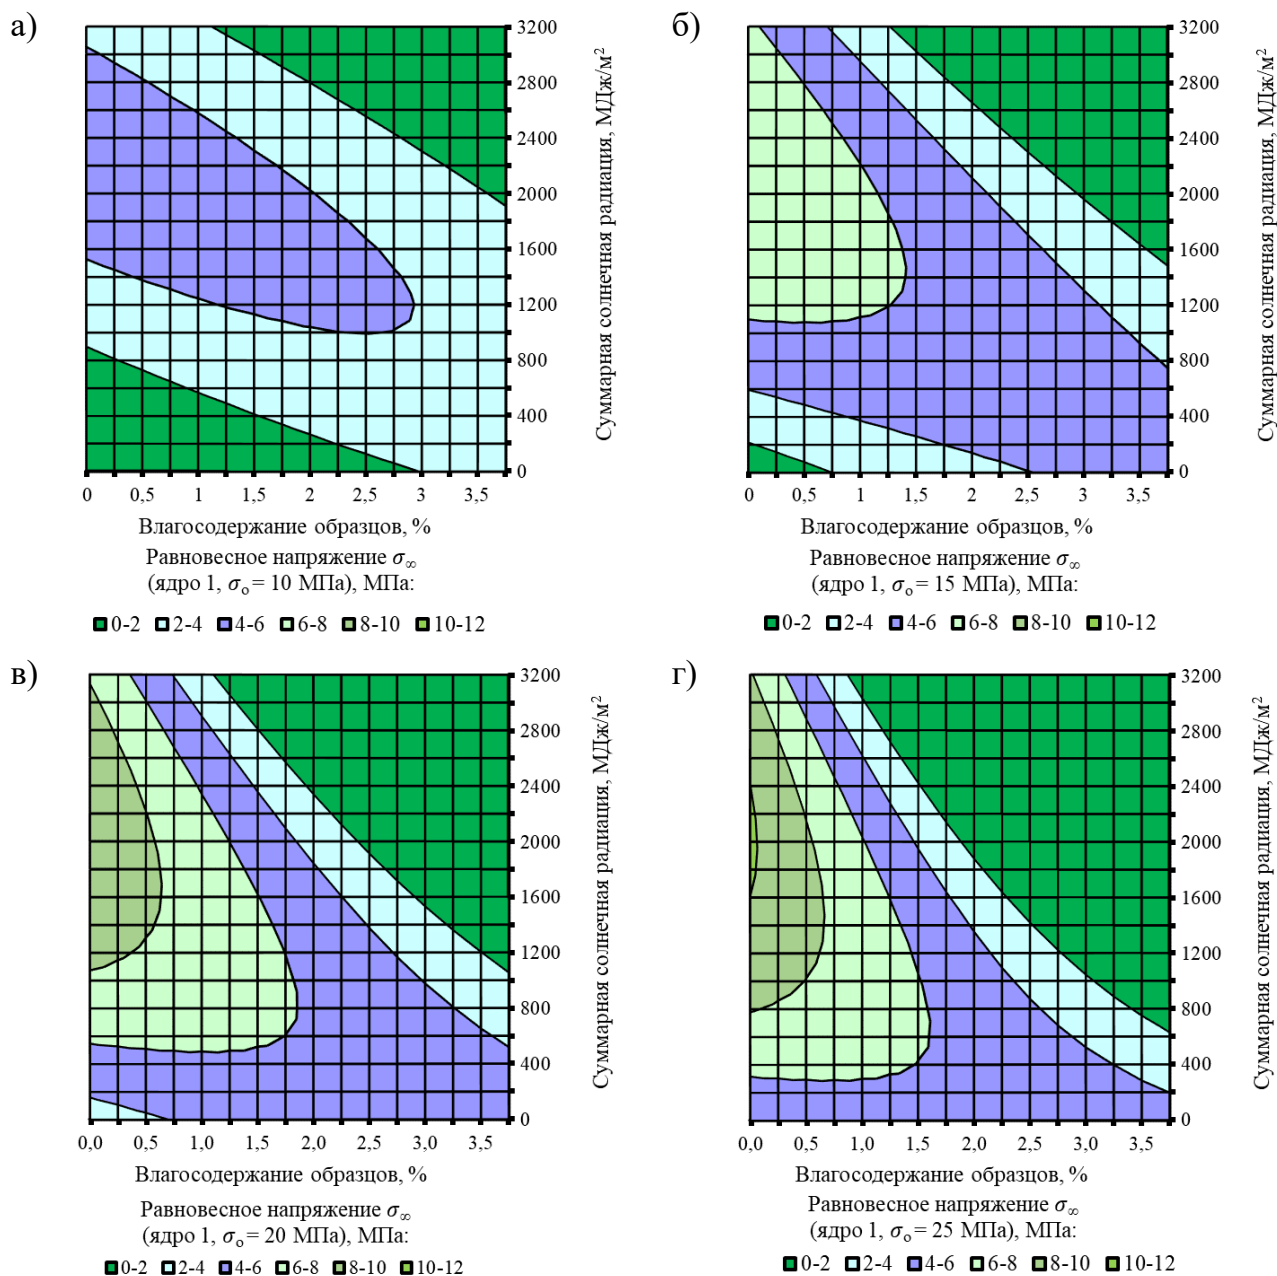 а)
3200
2800
2400
2000
1600
1200
800
400
0
Суммарная солнечная радиация, МДж/м²
0 0,5 1 1,5 2 2,5 3 3,5
Влагосодержание образцов, %
Равновесное напряжение σ∞
(ядро 1, σo = 10 МПа), МПа:
0-2 2-4 4-6 6-8 8-10 10-12
б)
3200
2800
2400
2000
1600
1200
800
400
0
Суммарная солнечная радиация, МДж/м²
0 0,5 1 1,5 2 2,5 3 3,5
Влагосодержание образцов, %
Равновесное напряжение σ∞
(ядро 1, σo = 15 МПа), МПа:
0-2 2-4 4-6 6-8 8-10 10-12
в)
3200
2800
2400
2000
1600
1200
800
400
0
Суммарная солнечная радиация, МДж/м²
0,0 0,5 1,0 1,5 2,0 2,5 3,0 3,5
Влагосодержание образцов, %
Равновесное напряжение σ∞
(ядро 1, σo = 20 МПа), МПа:
0-2 2-4 4-6 6-8 8-10 10-12
г)
3200
2800
2400
2000
1600
1200
800
400
0
Суммарная солнечная радиация, МДж/м²
0,0 0,5 1,0 1,5 2,0 2,5 3,0 3,5
Влагосодержание образцов, %
Равновесное напряжение σ∞
(ядро 1, σo = 25 МПа), МПа:
0-2 2-4 4-6 6-8 8-10 10-12